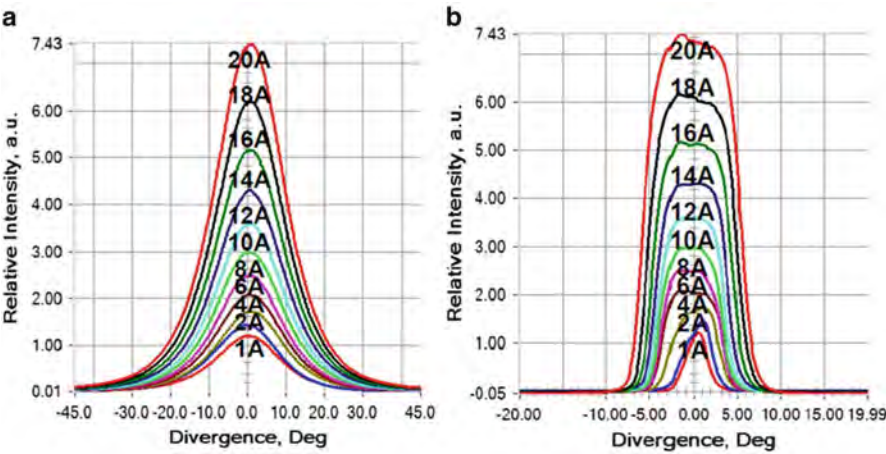 a
7.43
6.00
5.00
4.00
3.00
2.00
1.00
0.01
Relative Intensity, a.u.
20A
18A
16A
14A
12A
10A
8A
6A
4A
2A
1A
-45.0 -30.0 -20.0 -10.0 0.0 10.0 20.0 30.0 45.0
Divergence, Deg
b
7.43
6.00
5.00
4.00
3.00
2.00
1.00
-0.05
Relative Intensity, a.u.
20A
18A
16A
14A
12A
10A
8A
6A
4A
2A
1A
-20.00 -10.00 -5.00 0.00 5.00 10.00 15.00 19.99
Divergence, Deg